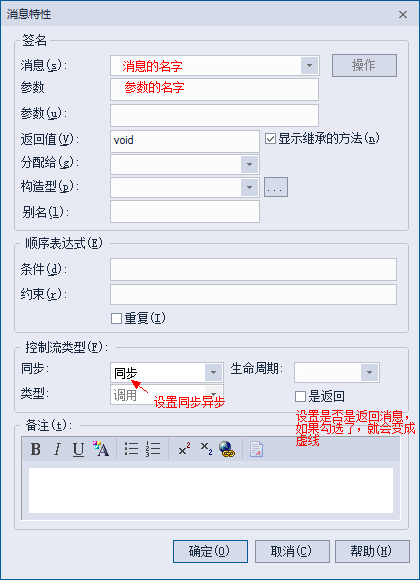 消息特性
签名
消息(s): 消息的名字 操作
参数 参数的名字
参数(u):
返回值(V): void 显示继承的方法(n)
分配给(g):
构造型(p): ...
别名(l):
顺序表达式(E)
条件(d):
约束(r):
重复(I)
控制流类型(F):
同步: 同步 生命周期:
类型: 调用 是返回
设置同步异步
设置是否是返回消息,
如果勾选了, 就会变成
虚线
备注(t):
B I U A x² x₂
确定(O) 取消(C) 帮助(H)